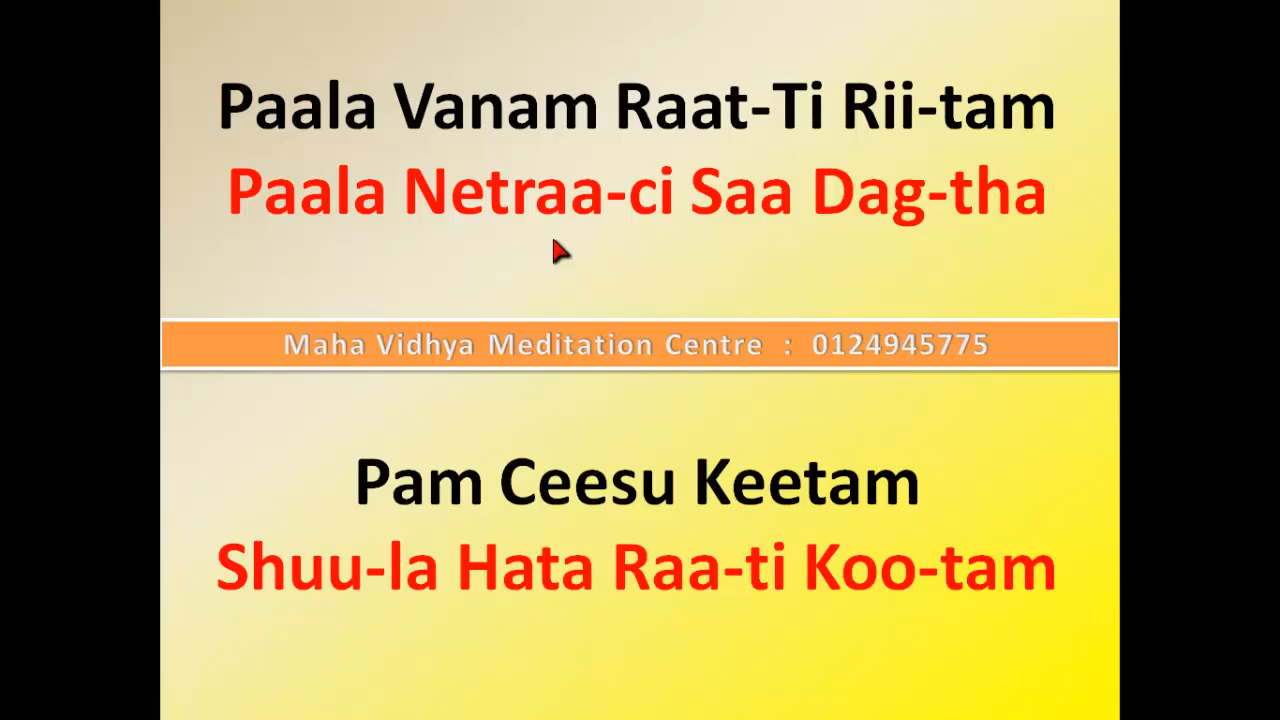 Paala Vanam Raat-Ti Rii-tam
Paala Netraa-ci Saa Dag-tha
Maha Vidhya Meditation Centre : 0124945775
Pam Ceesu Keetam
Shuu-la Hata Raa-ti Koo-tam